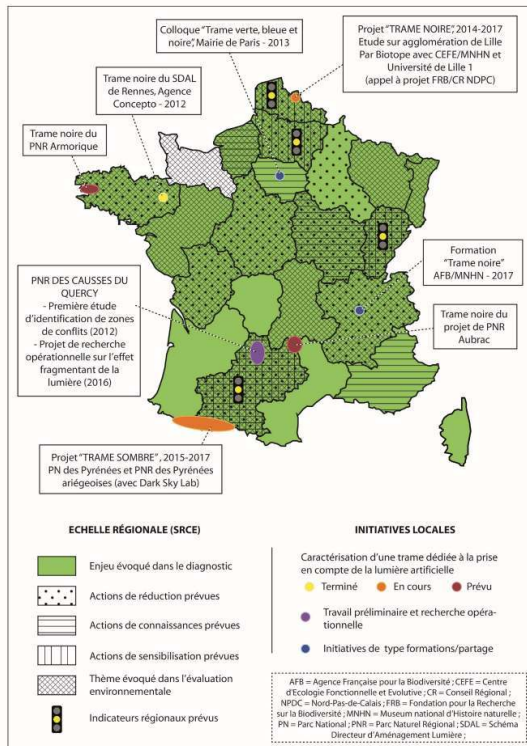 Colloque "Trame verte, bleue et
noire", Mairie de Paris - 2013
Projet "TRAME NOIRE", 2014-2017
Etude sur agglomération de Lille
Par Biotope avec CEFE/MNHN et
Université de Lille 1
(appel à projet FRB/CR NDPC)
Trame noire du SDAL
de Rennes, Agence
Concepto - 2012
Trame noire du
PNR Armorique
Formation
"Trame noire"
AFB/MNHN - 2017
PNR DES CAUSSES DU
QUERCY
- Première étude
d'identification de zones
de conflits (2012)
- Projet de recherche
opérationnelle sur l'effet
fragmentant de la
lumière (2016)
Trame noire du
projet de PNR
Aubrac
Projet "TRAME SOMBRE", 2015-2017
PN des Pyrénées et PNR des Pyrénées
ariégeoises (avec Dark Sky Lab)
ECHELLE RÉGIONALE (SRCE)
Enjeu évoqué dans le diagnostic
Actions de réduction prévues
Actions de connaissances prévues
Actions de sensibilisation prévues
Thème évoqué dans l'évaluation
environnementale
Indicateurs régionaux prévus
INITIATIVES LOCALES
Caractérisation d'une trame dédiée à la prise
en compte de la lumière artificielle
Terminé En cours Prévu
Travail préliminaire et recherche opéra-
tionnelle
Initiatives de type formations/partage
AFB = Agence Française pour la Biodiversité ; CEFE = Centre
d'Ecologie Fonctionnelle et Evolutive ; CR = Conseil Régional ;
NPDC = Nord-Pas-de-Calais ; FRB = Fondation pour la Recherche
sur la Biodiversité ; MNHN = Museum national d'Histoire naturelle ;
PN = Parc National ; PNR = Parc Naturel Régional ; SDAL = Schéma
Directeur d'Aménagement Lumière ;